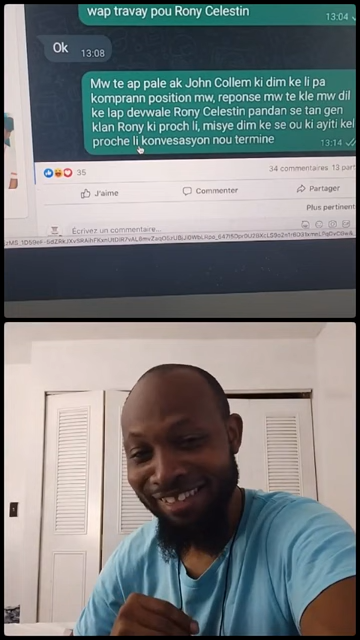 wap travay pou Rony Celestin
13:04
Ok
13:08
Mw te ap pale ak John Collem ki dim ke li pa
komprann position mw, reponse mw te kle mw dil
ke lap devwale Rony Celestin pandan se tan gen
klan Rony ki proch li, misye dim ke se ou ki ayiti kel
proche li konvesasyon nou termine
13:14
35
34 commentaires 13 part
J'aime
Commenter
Partager
Plus pertinent
Écrivez un commentaire...